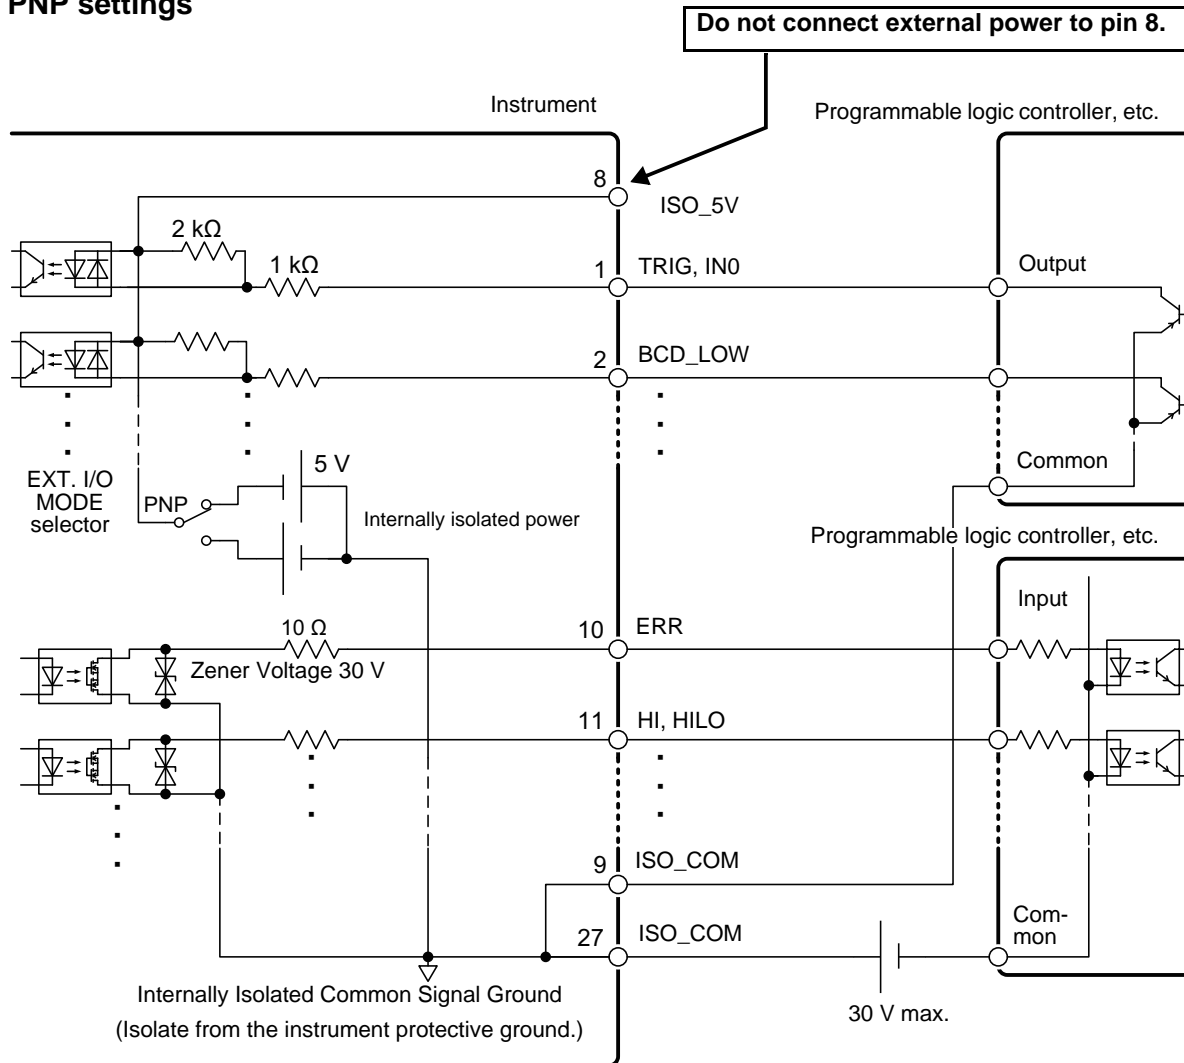 PNP settings
Do not connect external power to pin 8.
Instrument
Programmable logic controller, etc.
8
ISO_5V
2 kΩ
1 kΩ
1
TRIG, IN0
Output
2
BCD_LOW
Common
EXT. I/O
MODE
selector
PNP
5 V
Internally isolated power
Programmable logic controller, etc.
Input
10 Ω
10
ERR
Zener Voltage 30 V
11
HI, HILO
9
ISO_COM
27
ISO_COM
Com-
mon
Internally Isolated Common Signal Ground
(Isolate from the instrument protective ground.)
30 V max.